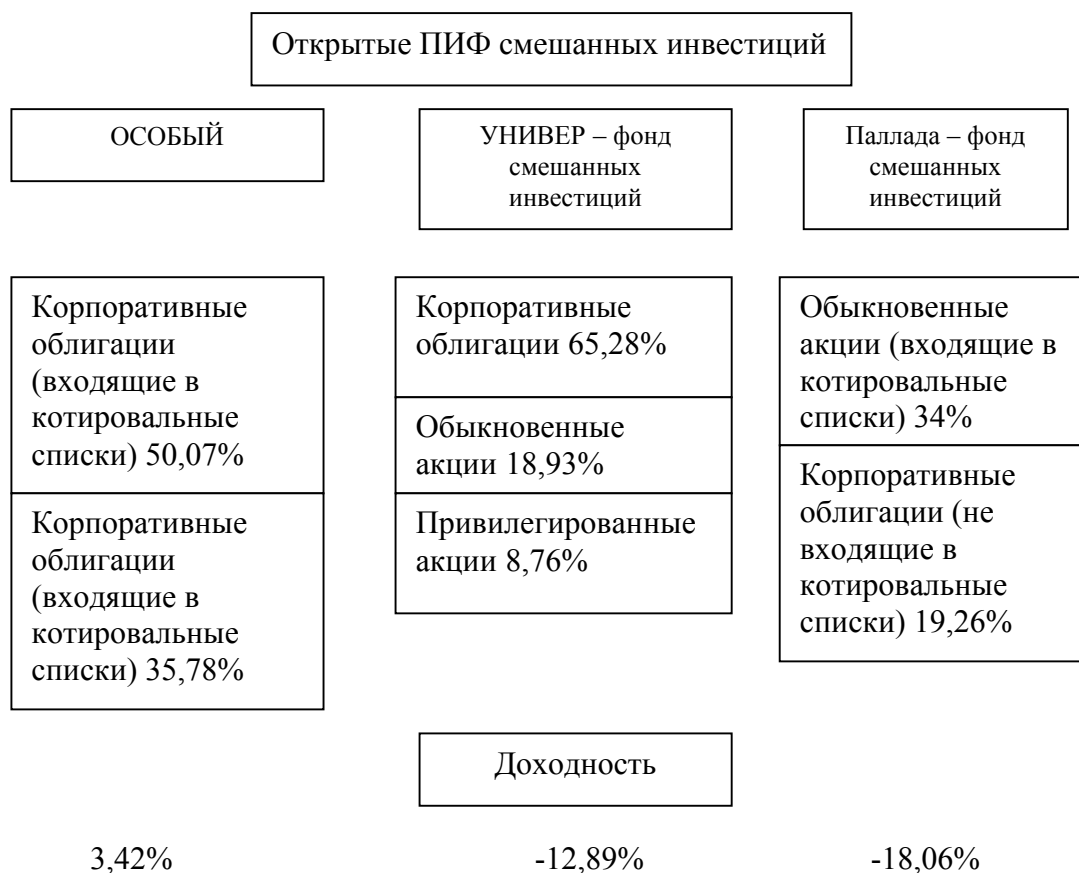 Открытые ПИФ смешанных инвестиций
ОСОБЫЙ
УНИВЕР – фонд
смешанных
инвестиций
Паллада – фонд
смешанных
инвестиций
Корпоративные
облигации
(входящие в
котировальные
списки) 50,07%
Корпоративные
облигации
(входящие в
котировальные
списки) 35,78%
Корпоративные
облигации 65,28%
Обыкновенные
акции 18,93%
Привилегированные
акции 8,76%
Обыкновенные
акции (входящие в
котировальные
списки) 34%
Корпоративные
облигации (не
входящие в
котировальные
списки) 19,26%
Доходность
3,42%
-12,89%
-18,06%